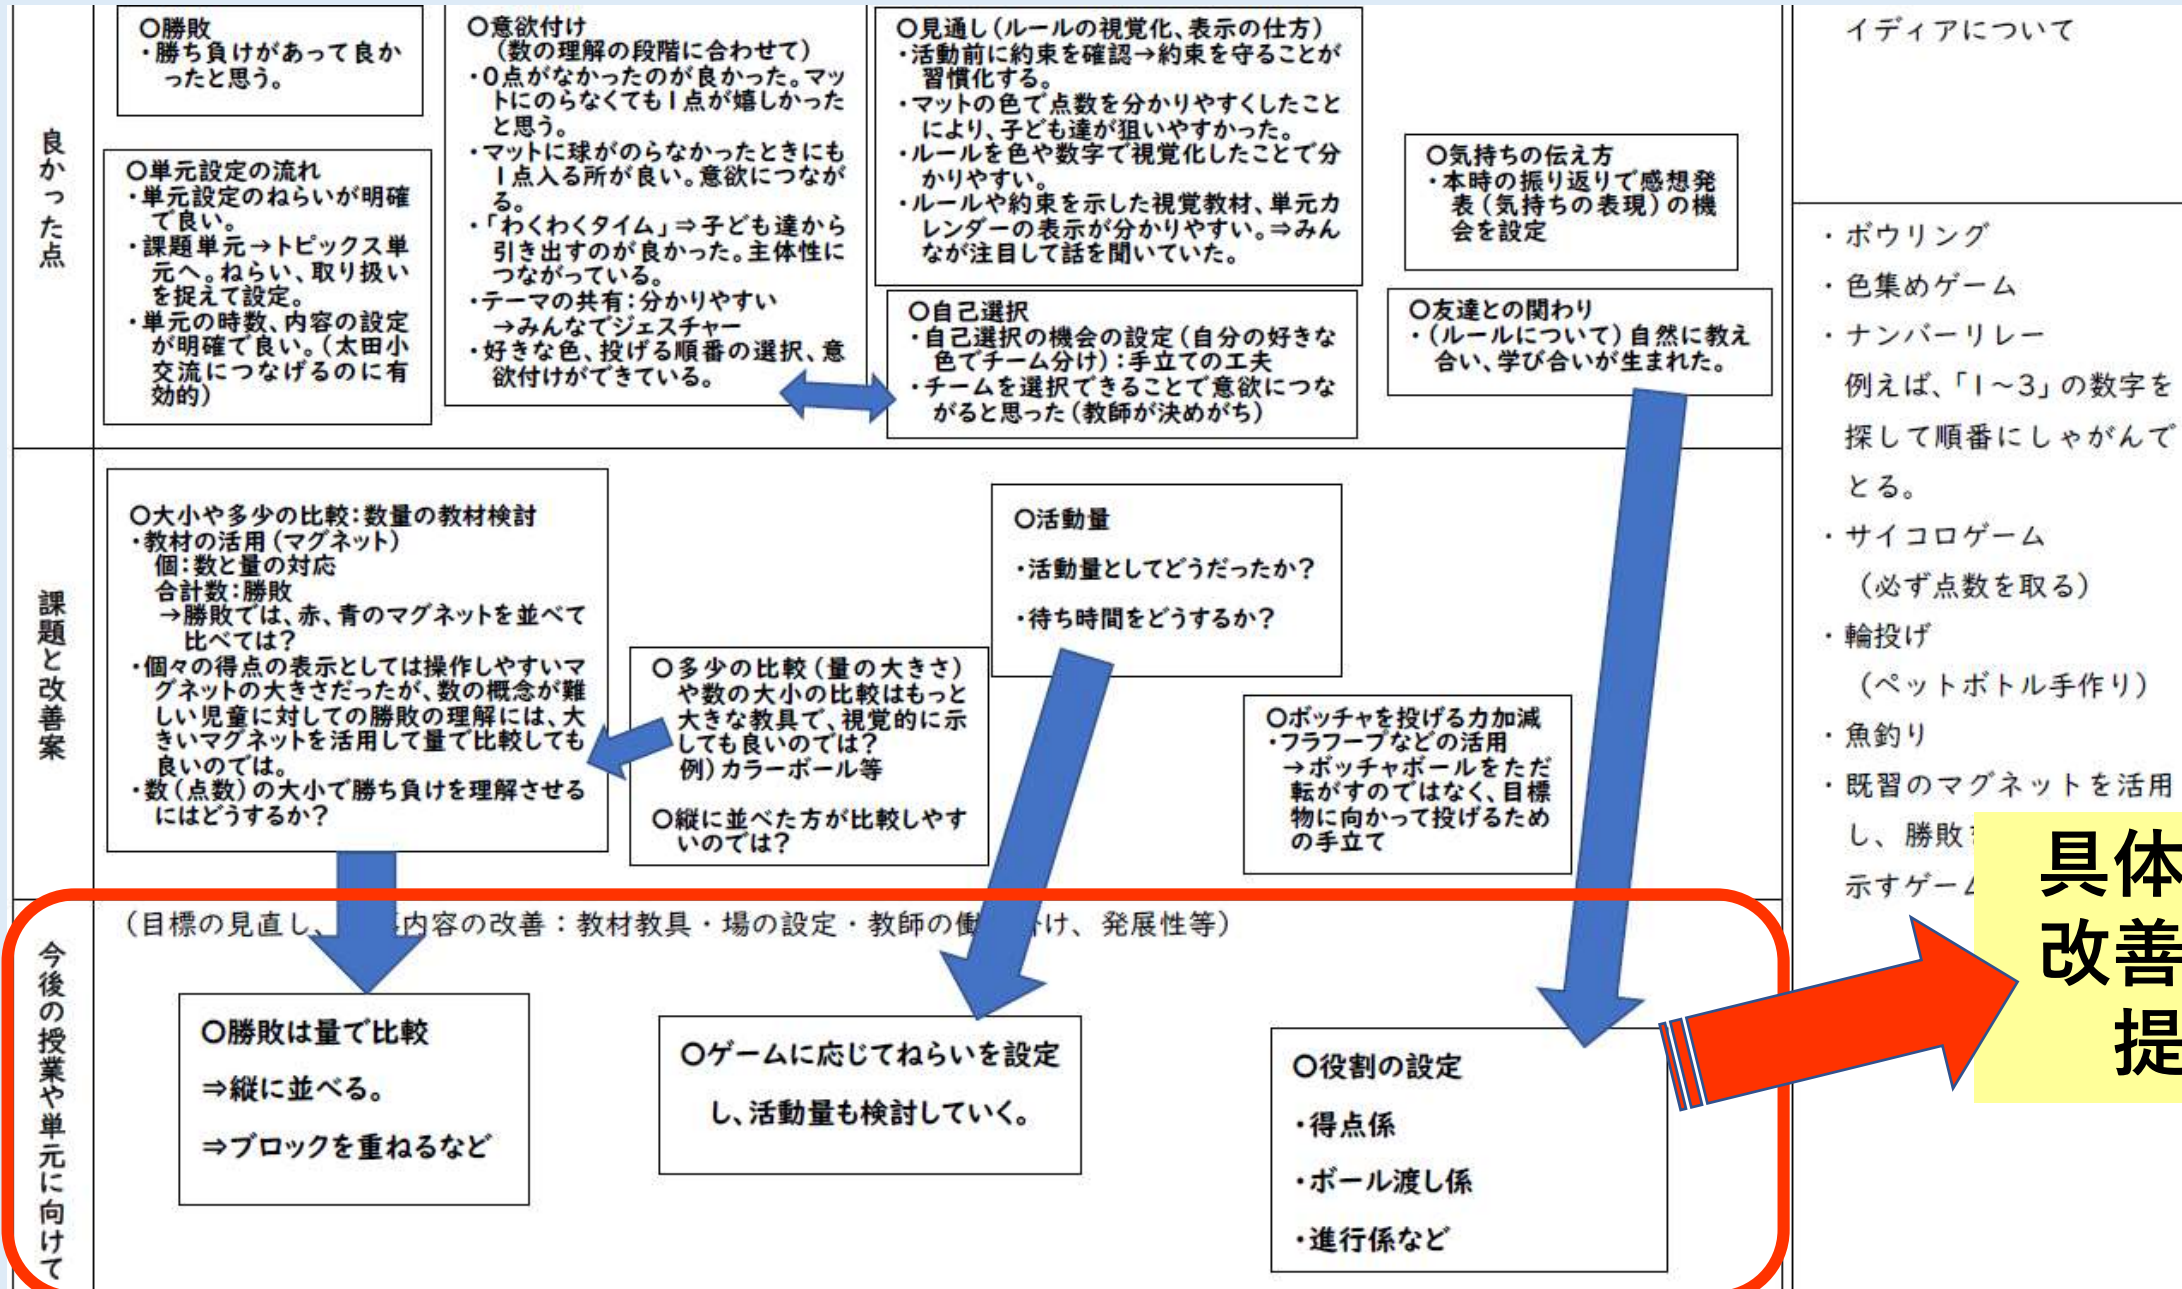 良かった点
〇勝敗
・勝ち負けがあって良か
ったと思う。
〇単元設定の流れ
・単元設定のねらいが明確
で良い。
・課題単元→トピックス単
元へ。ねらい、取り扱い
を捉えて設定。
・単元の時数、内容の設定
が明確で良い。(太田小
交流につなげるのに有
効的)
〇意欲付け
(数の理解の段階に合わせて)
・0点がなかったのが良かった。マッ
トにのらなくても1点が嬉しかった
と思う。
・マットに球がのらなかったときにも
1点入る所が良い。意欲につなが
る。
・「わくわくタイム」⇒子ども達から
引き出すのが良かった。主体性に
つながっている。
・テーマの共有:分かりやすい
→みんなでジェスチャー
・好きな色、投げる順番の選択、意
欲付けができている。
〇見通し(ルールの視覚化、表示の仕方)
・活動前に約束を確認→約束を守ることが
習慣化する。
・マットの色で点数を分かりやすくしたこと
により、子ども達が狙いやすかった。
・ルールを色や数字で視覚化したことで分
かりやすい。
・ルールや約束を示した視覚教材、単元カ
レンダーの表示が分かりやすい。⇒みん
なが注目して話を聞いていた。
〇自己選択
・自己選択の機会の設定(自分の好きな
色でチーム分け):手立ての工夫
・チームを選択できることで意欲につな
がると思った(教師が決めがち)
〇気持ちの伝え方
・本時の振り返りで感想発
表(気持ちの表現)の機
会を設定
〇友達との関わり
・(ルールについて)自然に教え
合い、学び合いが生まれた。
課題と改善案
〇大小や多少の比較:数量の教材検討
・教材の活用(マグネット)
個:数と量の対応
合計数:勝敗
→勝敗では、赤、青のマグネットを並べて
比べては?
・個々の得点の表示としては操作しやすいマ
グネットの大きさだったが、数の概念が難
しい児童に対しての勝敗の理解には、大
きいマグネットを活用して量で比較しても
良いのでは。
・数(点数)の大小で勝ち負けを理解させる
にはどうするか?
〇多少の比較(量の大きさ)
や数の大小の比較はもっと
大きな教具で、視覚的に示
しても良いのでは?
例)カラーボール等
〇縦に並べた方が比較しやす
いのでは?
〇活動量
・活動量としてどうだったか?
・待ち時間をどうするか?
〇ボッチャを投げる力加減
・フラフープなどの活用
→ボッチャボールをただ
転がすのではなく、目標
物に向かって投げるため
の手立て
今後の授業や単元に向けて
(目標の見直し、内容の改善:教材教具・場の設定・教師の働け、発展性等)
〇勝敗は量で比較
⇒縦に並べる。
⇒ブロックを重ねるなど
〇ゲームに応じてねらいを設定
し、活動量も検討していく。
〇役割の設定
・得点係
・ボール渡し係
・進行係など
イディアについて
・ボウリング
・色集めゲーム
・ナンバーリレー
例えば、「1～3」の数字を
探して順番にしゃがんで
とる。
・サイコロゲーム
(必ず点数を取る)
・輪投げ
(ペットボトル手作り)
・魚釣り
・既習のマグネットを活用
し、勝敗
示すゲーム
具体
改善
提